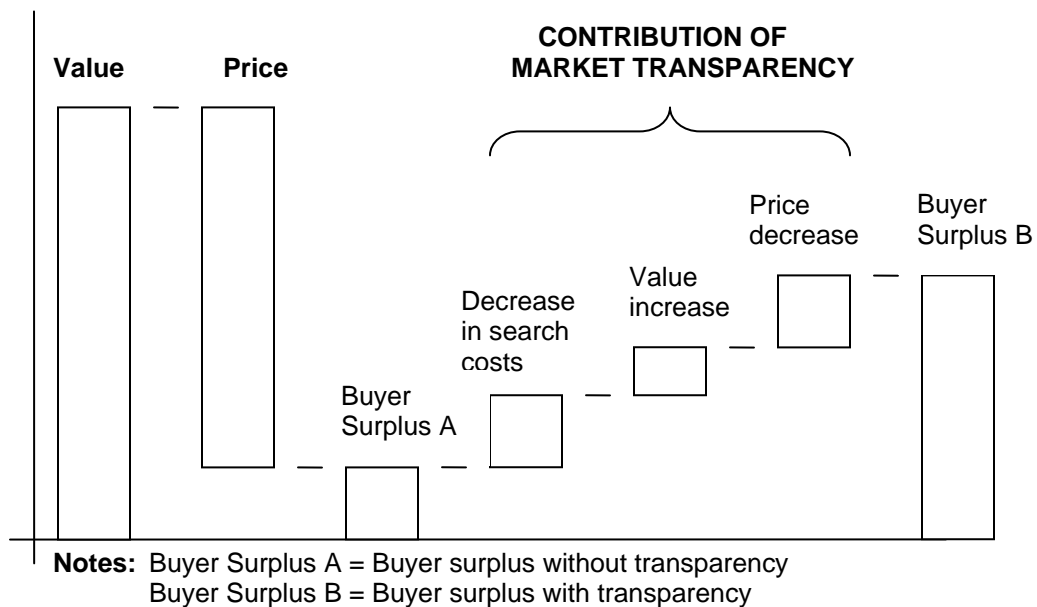 CONTRIBUTION OF
MARKET TRANSPARENCY
Value
Price
Price
decrease
Buyer
Surplus B
Value
increase
Decrease
in search
costs
Buyer
Surplus A
Notes: Buyer Surplus A = Buyer surplus without transparency
Buyer Surplus B = Buyer surplus with transparency